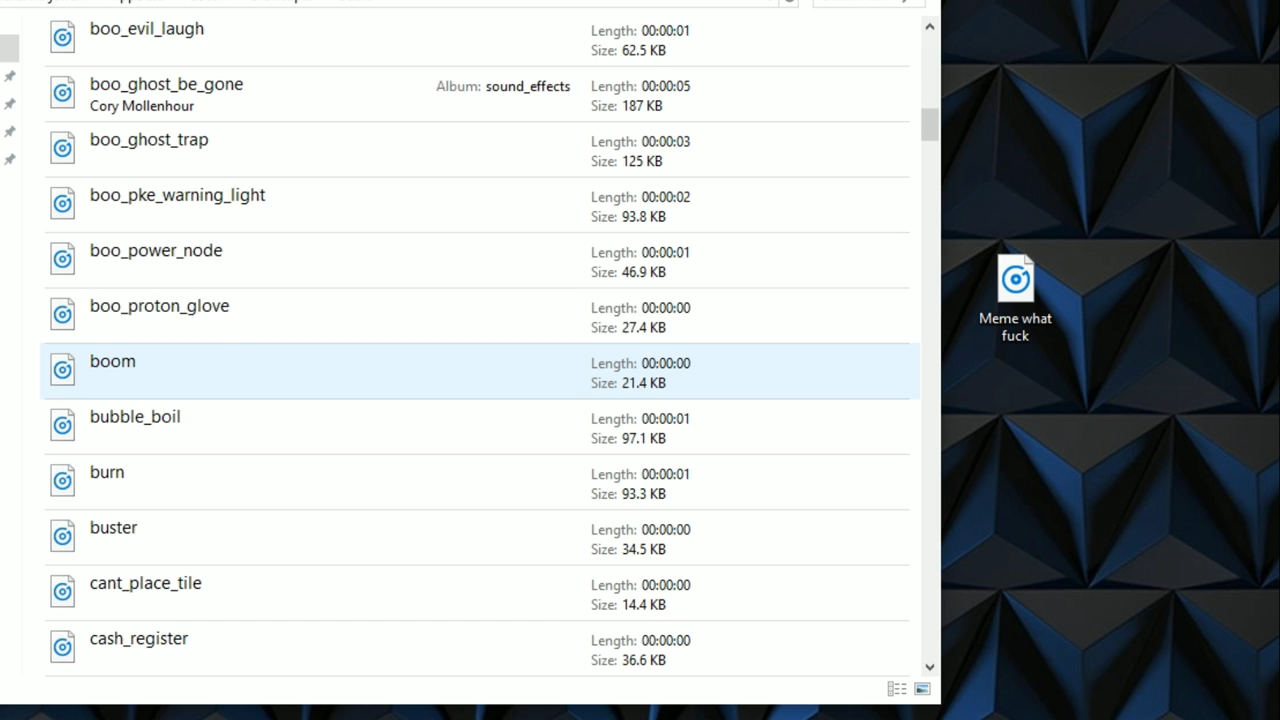 boo_evil_laugh
Length: 00:00:01
Size: 62.5 KB
boo_ghost_be_gone
Album: sound_effects
Length: 00:00:05
Cory Mollenhour
Size: 187 KB
boo_ghost_trap
Length: 00:00:03
Size: 125 KB
boo_pke_warning_light
Length: 00:00:02
Size: 93.8 KB
boo_power_node
Length: 00:00:01
Size: 46.9 KB
boo_proton_glove
Length: 00:00:00
Size: 27.4 KB
boom
Length: 00:00:00
Size: 21.4 KB
bubble_boil
Length: 00:00:01
Size: 97.1 KB
burn
Length: 00:00:01
Size: 93.3 KB
buster
Length: 00:00:00
Size: 34.5 KB
cant_place_tile
Length: 00:00:00
Size: 14.4 KB
cash_register
Length: 00:00:00
Size: 36.6 KB
Meme what
fuck